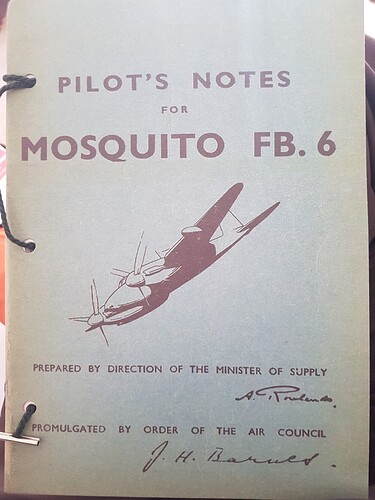 PILOT'S NOTES
FOR
MOSQUITO FB. 6
PREPARED BY DIRECTION OF THE MINISTER OF SUPPLY
A. Rowlands.
PROMULGATED BY ORDER OF THE AIR COUNCIL
J. H. Barnes.